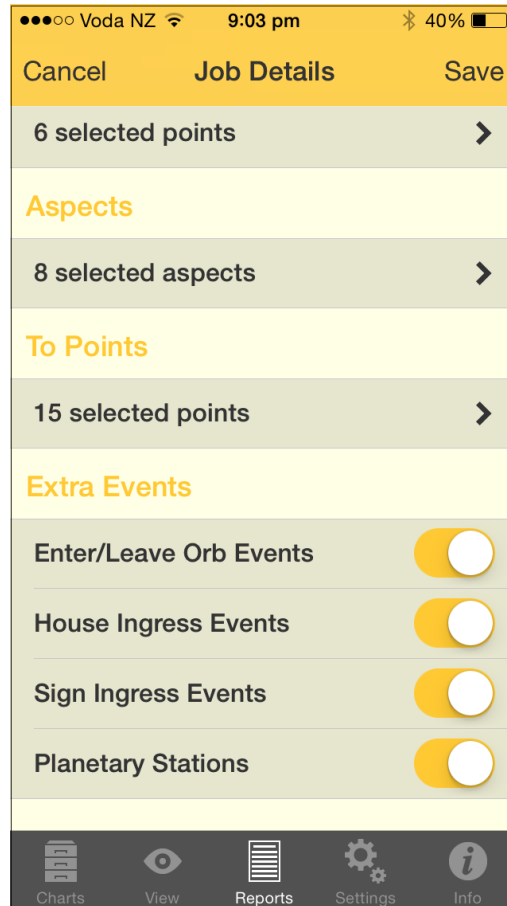 Voda NZ 9:03 pm 40%
Cancel Job Details Save
6 selected points
Aspects
8 selected aspects
To Points
15 selected points
Extra Events
Enter/Leave Orb Events
House Ingress Events
Sign Ingress Events
Planetary Stations
Charts View Reports Settings Info